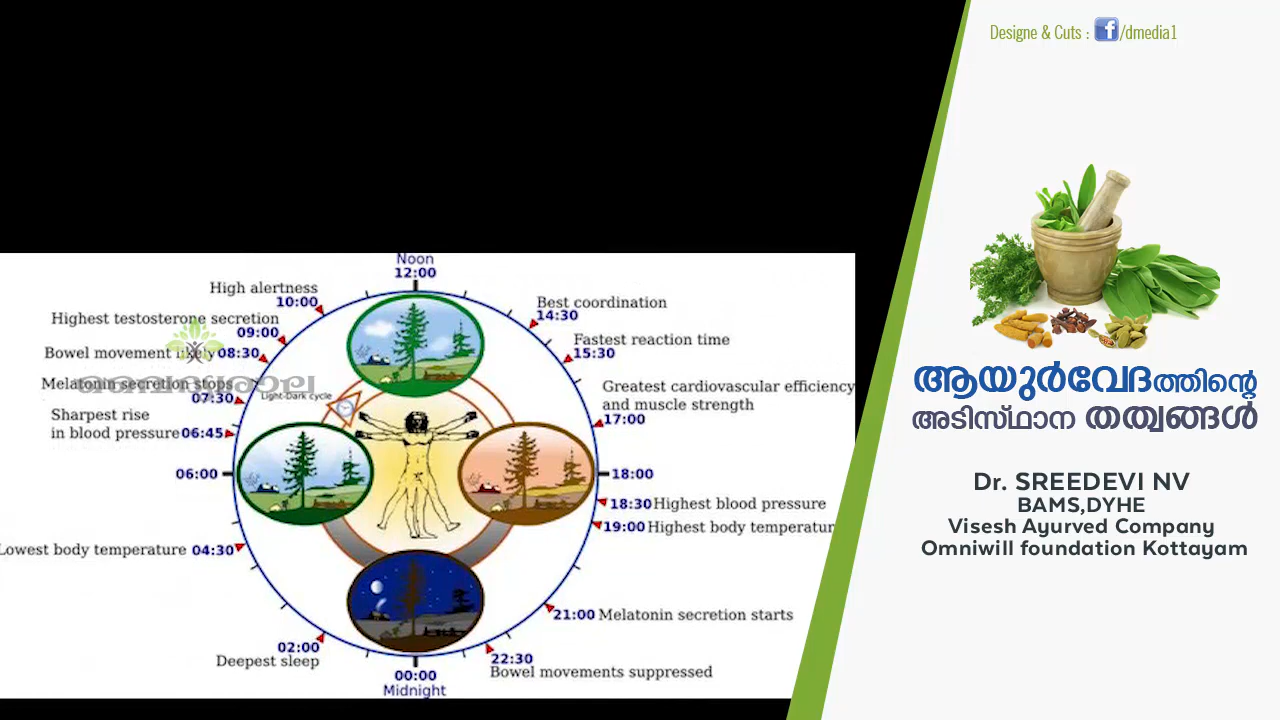 Designe & Cuts : f/dmedia1
Noon
12:00
High alertness
10:00
Highest testosterone secretion
09:00
Bowel movement likely 08:30
Melatonin secretion stops
07:30
Light-Dark cycle
Sharpest rise
in blood pressure 06:45
06:00
Lowest body temperature 04:30
02:00
Deepest sleep
00:00
Midnight
Best coordination
14:30
Fastest reaction time
15:30
Greatest cardiovascular efficiency
and muscle strength
17:00
18:00
18:30 Highest blood pressure
19:00 Highest body temperatur
21:00 Melatonin secretion starts
22:30
Bowel movements suppressed
ആയുർവേദത്തിന്റെ
അടിസ്ഥാന തത്വങ്ങൾ
Dr. SREEDEVI NV
BAMS,DYHE
Visesh Ayurved Company
Omniwill foundation Kottayam